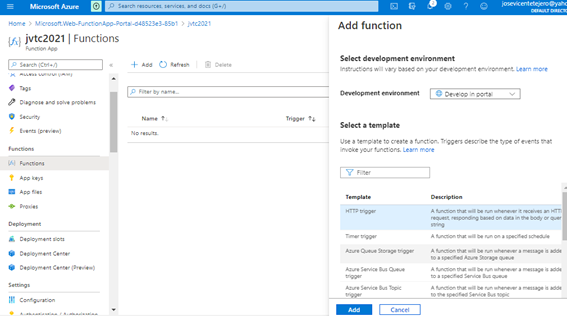 Microsoft Azure
Search resources, services, and docs (G+/)
josevicentetejero@yaho
DEFAULT DIRECTOR
Home > Microsoft.Web-FunctionApp-Portal-d48523e3-85b1 > jvtc2021
jvtc2021 | Functions
Function App
Search (Ctrl+/)
Access control (IAM)
Tags
Diagnose and solve problems
Security
Events (preview)
Functions
Functions
App keys
App files
Proxies
Deployment
Deployment slots
Deployment Center
Deployment Center (Preview)
Settings
Configuration
Authentication / Authorization
Add
Refresh
Delete
Filter by name...
Name
Trigger
No results.
Add function
Select development environment
Instructions will vary based on your development environment. Learn more
Development environment
Develop in portal
Select a template
Use a template to create a function. Triggers describe the type of events that
invoke your functions. Learn more
Filter
Template Description
HTTP trigger A function that will be run whenever it receives an HTT
request, responding based on data in the body or quer
string
Timer trigger A function that will be run on a specified schedule
Azure Queue Storage trigger A function that will be run whenever a message is adde
to a specified Azure Storage queue
Azure Service Bus Queue A function that will be run whenever a message is adde
trigger to a specified Service Bus queue
Azure Service Bus Topic A function that will be run whenever a message is adde
trigger to the specified Service Bus topic
Add
Cancel